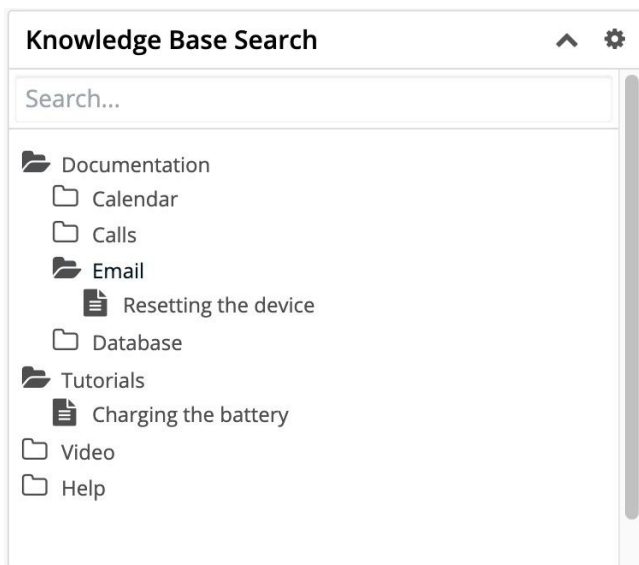 Knowledge Base Search
Search...
Documentation
Calendar
Calls
Email
Resetting the device
Database
Tutorials
Charging the battery
Video
Help